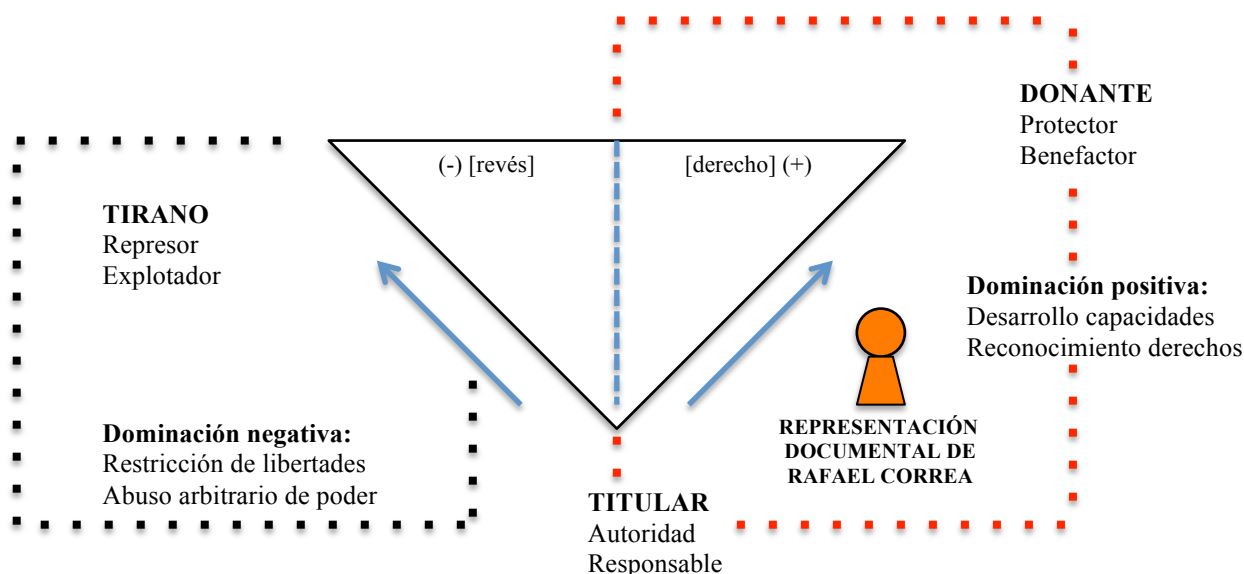 DONANTE
Protector
Benefactor
(-) [revés]
[derecho] (+)
TIRANO
Represor
Explotador
Dominación positiva:
Desarrollo capacidades
Reconocimiento derechos
Dominación negativa:
Restricción de libertades
Abuso arbitrario de poder
REPRESENTACIÓN
DOCUMENTAL DE
RAFAEL CORREA
TITULAR
Autoridad
Responsable